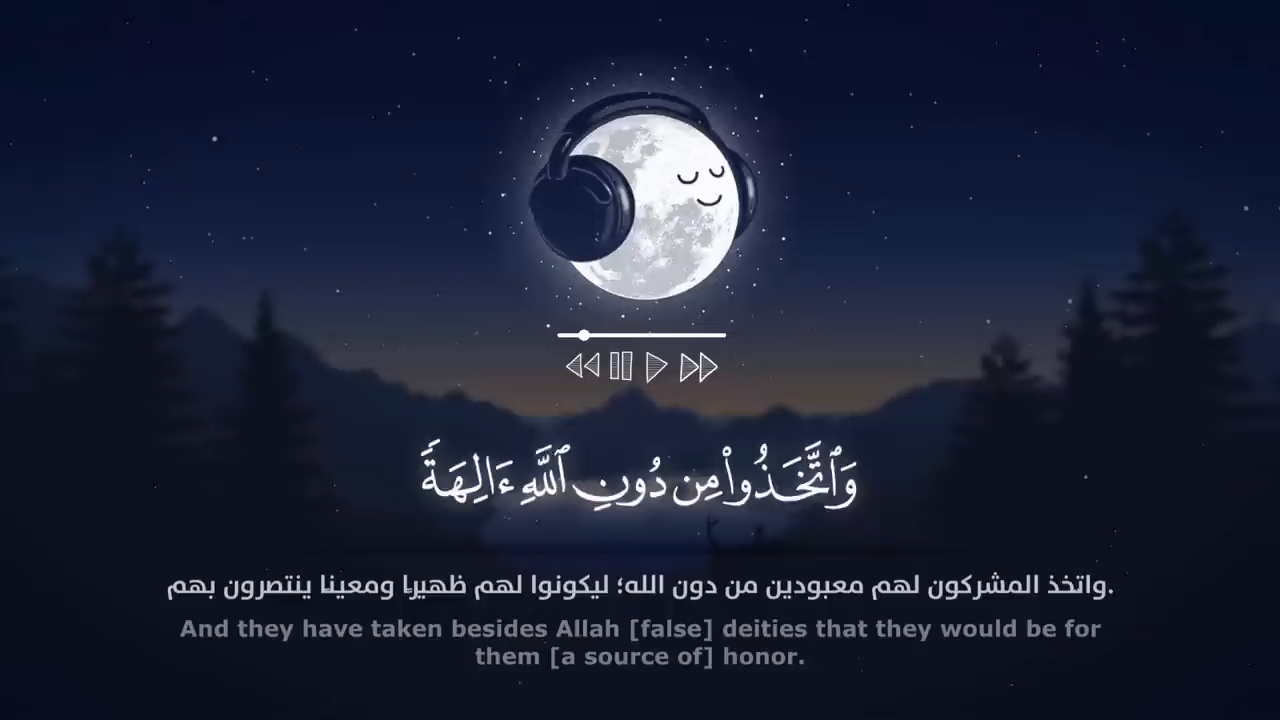 وَٱتَّخَذُوا۟ مِن دُونِ ٱللَّهِ ءَالِهَةً
واتخذ المشركون لهم معبودين من دون الله؛ ليكونوا لهم ظهيرا ومعينا ينتصرون بهم.
And they have taken besides Allah [false] deities that they would be for
them [a source of] honor.